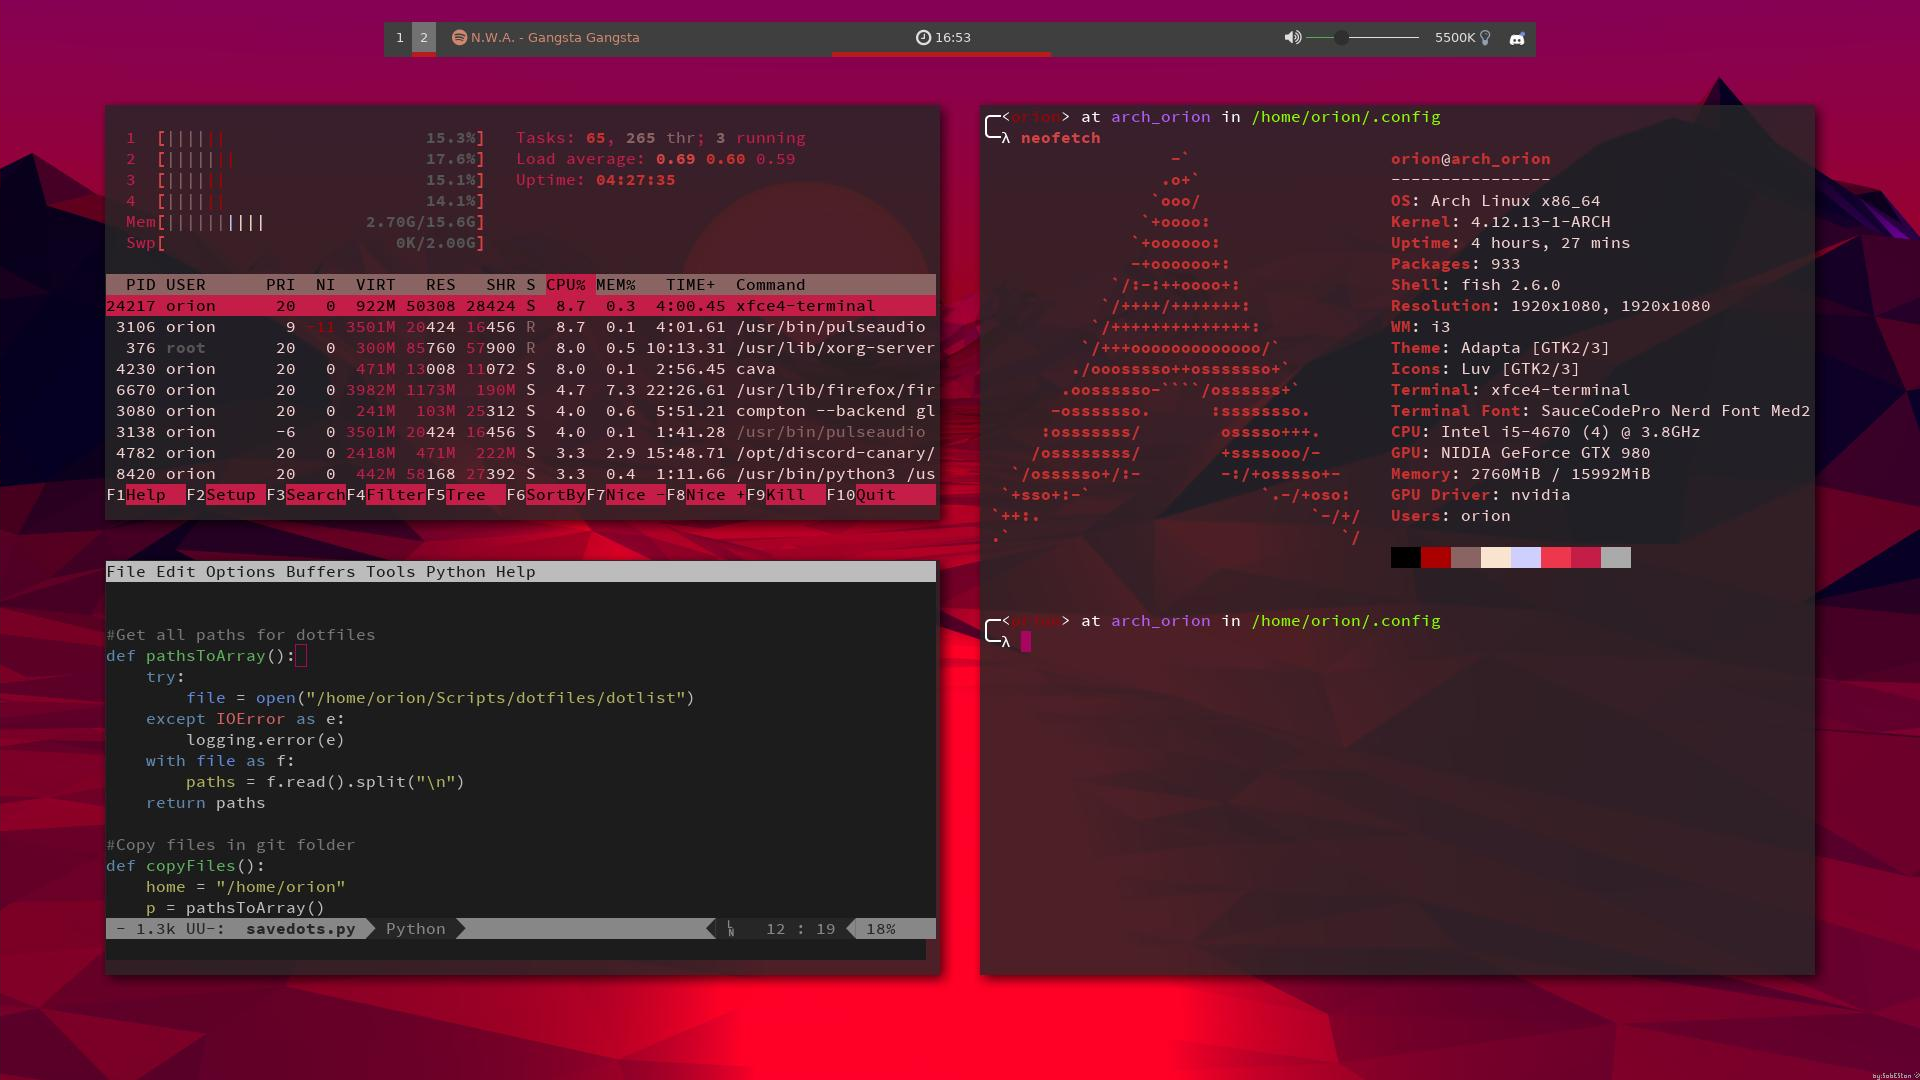 1 2 N.W.A. - Gangsta Gangsta 16:53 5500K
1 [||||||| 15.3%] Tasks: 65, 265 thr; 3 running
2 [|||||||| 17.6%] Load average: 0.69 0.60 0.59
3 [||||||| 15.1%] Uptime: 04:27:35
4 [||||||| 14.1%]
Mem[||||||||||| 2.70G/15.6G]
Swp[ 0K/2.00G]
PID USER PRI NI VIRT RES SHR S CPU% MEM% TIME+ Command
24217 orion 20 0 922M 50308 28424 S 8.7 0.3 4:00.45 xfce4-terminal
3106 orion 9 -11 3501M 20424 16456 R 8.7 0.1 4:01.61 /usr/bin/pulseaudio
376 root 20 0 300M 85760 57900 R 8.0 0.5 10:13.31 /usr/lib/xorg-server
4230 orion 20 0 471M 13008 11072 S 8.0 0.1 2:56.45 cava
6670 orion 20 0 3982M 1173M 190M S 4.7 7.3 22:26.61 /usr/lib/firefox/fir
3080 orion 20 0 241M 103M 25312 S 4.0 0.6 5:51.21 compton --backend gl
3138 orion -6 0 3501M 20424 16456 S 4.0 0.1 1:41.28 /usr/bin/pulseaudio
4782 orion 20 0 2418M 471M 222M S 3.3 2.9 15:48.71 /opt/discord-canary/
8420 orion 20 0 442M 58168 27392 S 3.3 0.4 1:11.66 /usr/bin/python3 /us
F1Help F2Setup F3SearchF4FilterF5Tree F6SortByF7Nice -F8Nice +F9Kill F10Quit
File Edit Options Buffers Tools Python Help
#Get all paths for dotfiles
def pathsToArray():
    try:
        file = open("/home/orion/Scripts/dotfiles/dotlist")
    except IOError as e:
        logging.error(e)
    with file as f:
        paths = f.read().split("\n")
    return paths
#Copy files in git folder
def copyFiles():
    home = "/home/orion"
    p = pathsToArray()
- 1.3k UU-: savedots.py Python LN 12 : 19 18%
<orion> at arch_orion in /home/orion/.config
λ neofetch
orion@arch_orion
----------------
OS: Arch Linux x86_64
Kernel: 4.12.13-1-ARCH
Uptime: 4 hours, 27 mins
Packages: 933
Shell: fish 2.6.0
Resolution: 1920x1080, 1920x1080
WM: i3
Theme: Adapta [GTK2/3]
Icons: Luv [GTK2/3]
Terminal: xfce4-terminal
Terminal Font: SauceCodePro Nerd Font Med2
CPU: Intel i5-4670 (4) @ 3.8GHz
GPU: NVIDIA GeForce GTX 980
Memory: 2760MiB / 15992MiB
GPU Driver: nvidia
Users: orion
<orion> at arch_orion in /home/orion/.config
λ